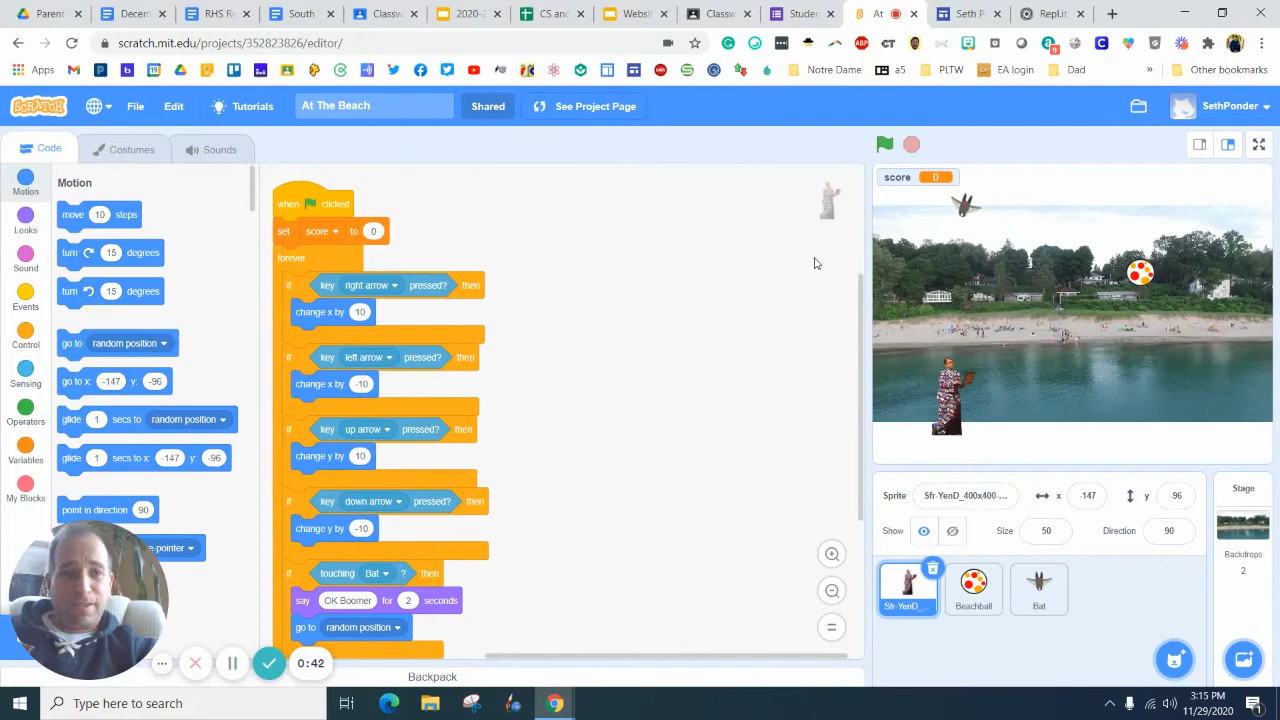 Parent
Decem
RHS Re
South
Classw
2020-2
CS and
Websit
Classw
Studen
At
Seth P
Repl.it
scratch.mit.edu/projects/352823826/editor/
Apps
Notre Dame
a5
PLTW
EA login
Dad
»
Other bookmarks
SCRATCH
File
Edit
Tutorials
At The Beach
Shared
See Project Page
SethPonder
Code
Costumes
Sounds
Motion
Looks
Sound
Events
Control
Sensing
Operators
Variables
My Blocks
Motion
move 10 steps
turn 15 degrees
turn 15 degrees
go to random position
go to x: -147 y: -96
glide 1 secs to random position
glide 1 secs to x: -147 y: -96
point in direction 90
e-pointer
when clicked
set score to 0
forever
if key right arrow pressed? then
change x by 10
if key left arrow pressed? then
change x by -10
if key up arrow pressed? then
change y by 10
if key down arrow pressed? then
change y by -10
if touching Bat ? then
say OK Boomer for 2 seconds
go to random position
Backpack
score 0
Sprite Sfr-YenD_400x400-... x -147 y -96
Show Size 50 Direction 90
Sfr-YenD_...
Beachball
Bat
Stage
Backdrops
2
0:42
Type here to search
3:15 PM
11/29/2020